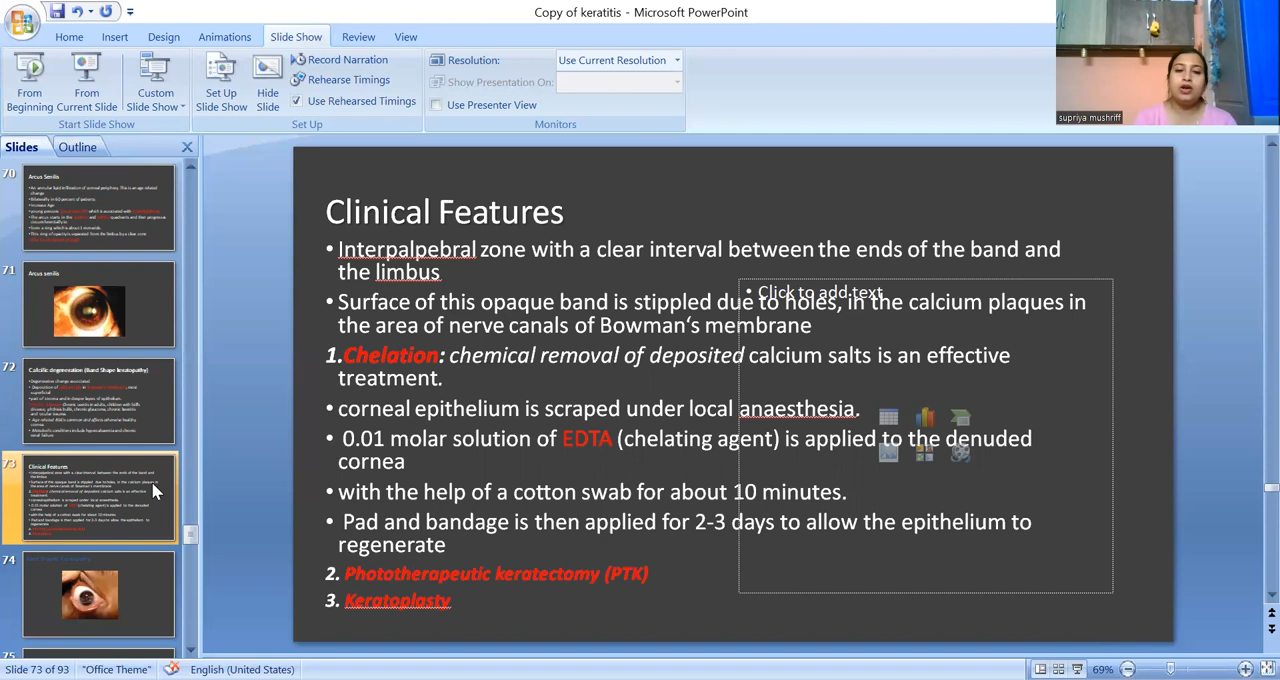 Copy of keratitis - Microsoft PowerPoint
Home Insert Design Animations Slide Show Review View
From Beginning
From Current Slide
Custom Slide Show
Start Slide Show
Set Up Slide Show
Hide Slide
Record Narration
Rehearse Timings
Use Rehearsed Timings
Set Up
Resolution: Use Current Resolution
Show Presentation On:
Use Presenter View
Monitors
supriya mushriff
Slides Outline
70
Arcus Senilis
71
Arcus senilis
72
Calcific degeneration (Band Shape keratopathy)
73
Clinical Features
74
75
Clinical Features
• Interpalpebral zone with a clear interval between the ends of the band and
the limbus
• Surface of this opaque band is stippled due to holes, in the calcium plaques in
the area of nerve canals of Bowman's membrane
• Click to add text
1.Chelation: chemical removal of deposited calcium salts is an effective
treatment.
• corneal epithelium is scraped under local anaesthesia.
• 0.01 molar solution of EDTA (chelating agent) is applied to the denuded
cornea
• with the help of a cotton swab for about 10 minutes.
• Pad and bandage is then applied for 2-3 days to allow the epithelium to
regenerate
2. Phototherapeutic keratectomy (PTK)
3. Keratoplasty
Slide 73 of 93 "Office Theme" English (United States) 69%